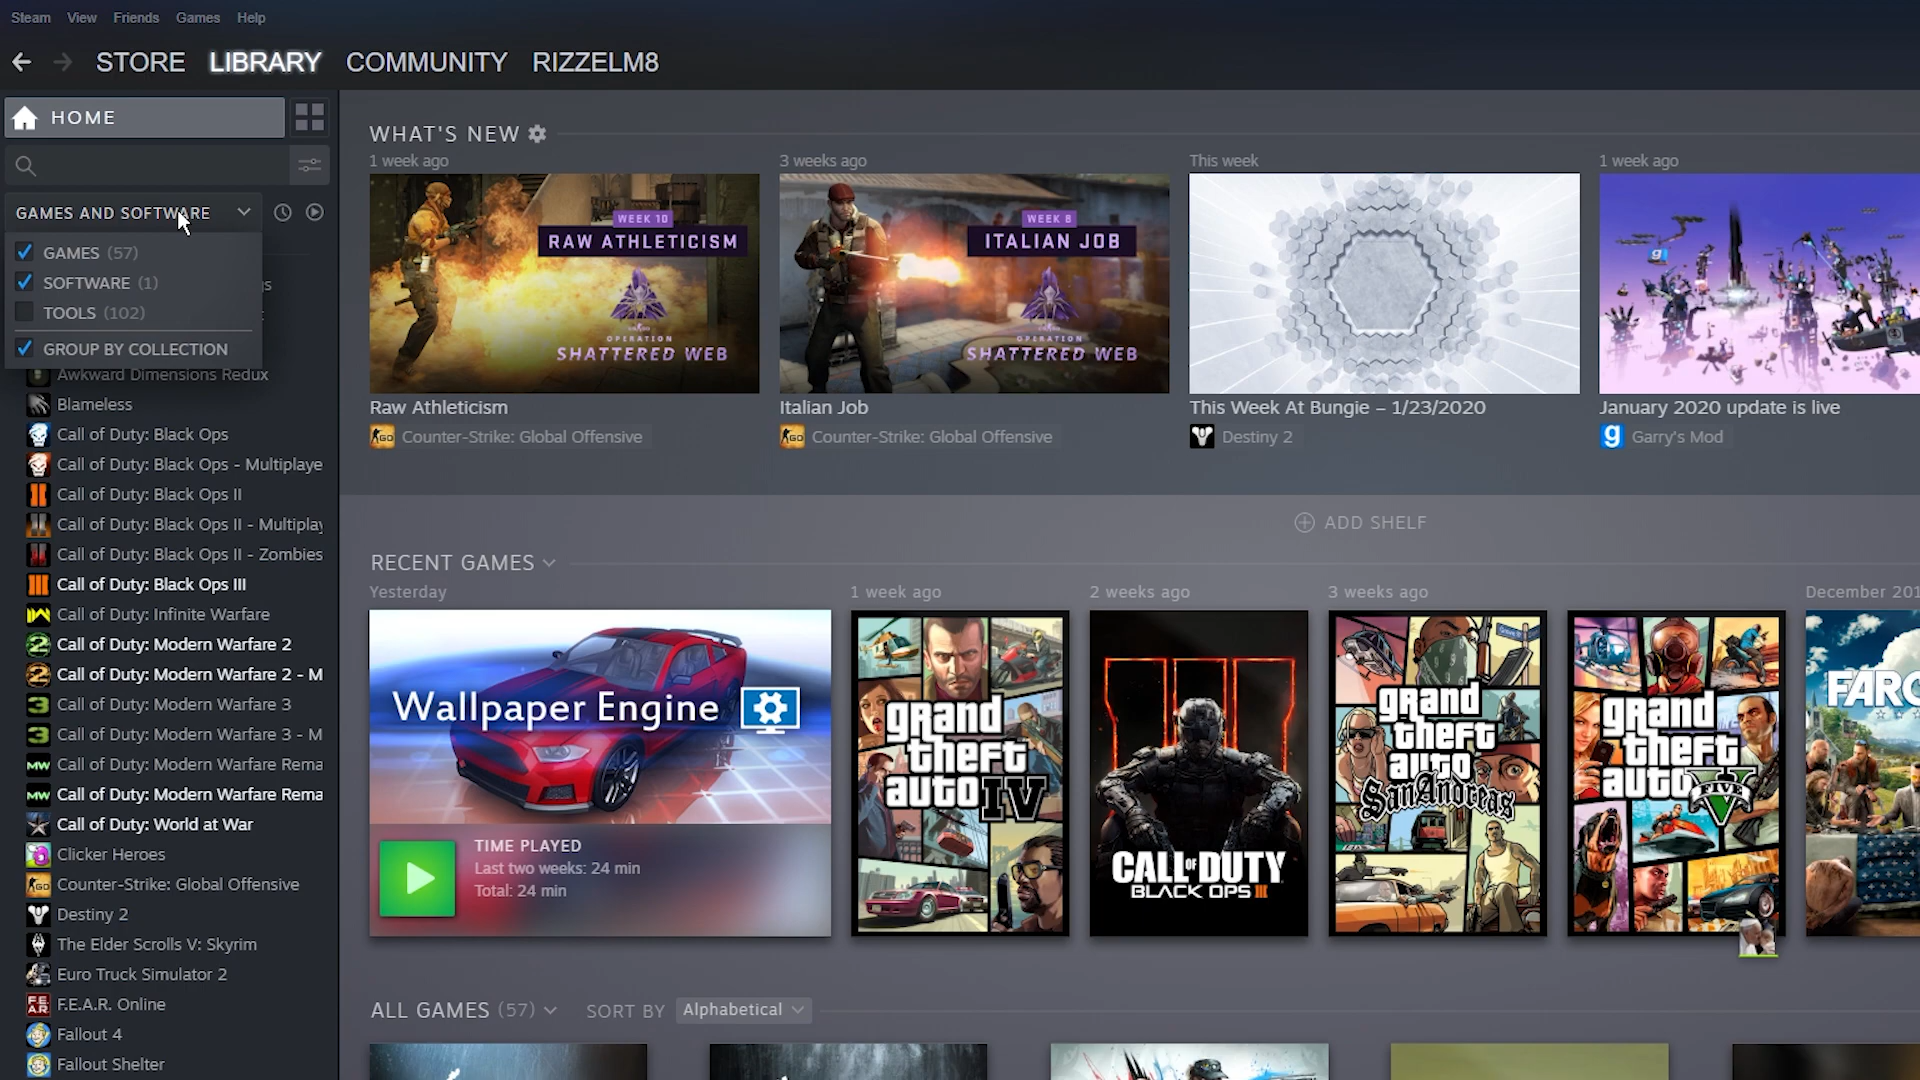 Steam View Friends Games Help
STORE LIBRARY COMMUNITY RIZZELM8
HOME
GAMES AND SOFTWARE
GAMES (57)
SOFTWARE (1)
TOOLS (102)
GROUP BY COLLECTION
Awkward Dimensions Redux
Blameless
Call of Duty: Black Ops
Call of Duty: Black Ops - Multiplaye
Call of Duty: Black Ops II
Call of Duty: Black Ops II - Multiplay
Call of Duty: Black Ops II - Zombies
Call of Duty: Black Ops III
Call of Duty: Infinite Warfare
Call of Duty: Modern Warfare 2
Call of Duty: Modern Warfare 2 - M
Call of Duty: Modern Warfare 3
Call of Duty: Modern Warfare 3 - M
Call of Duty: Modern Warfare Rema
Call of Duty: Modern Warfare Rema
Call of Duty: World at War
Clicker Heroes
Counter-Strike: Global Offensive
Destiny 2
The Elder Scrolls V: Skyrim
Euro Truck Simulator 2
F.E.A.R. Online
Fallout 4
Fallout Shelter
WHAT'S NEW
1 week ago
WEEK 10
RAW ATHLETICISM
OPERATION
SHATTERED WEB
Raw Athleticism
Counter-Strike: Global Offensive
3 weeks ago
WEEK 8
ITALIAN JOB
OPERATION
SHATTERED WEB
Italian Job
Counter-Strike: Global Offensive
This week
This Week At Bungie – 1/23/2020
Destiny 2
1 week ago
January 2020 update is live
Garry's Mod
ADD SHELF
RECENT GAMES
Yesterday
Wallpaper Engine
TIME PLAYED
Last two weeks: 24 min
Total: 24 min
1 week ago
grand
theft
auto IV
2 weeks ago
CALL OF DUTY
BLACK OPS III
3 weeks ago
grand
theft
auto
San Andreas
grand
theft
auto V
FIVE
December 201
FARC
ALL GAMES (57) SORT BY Alphabetical